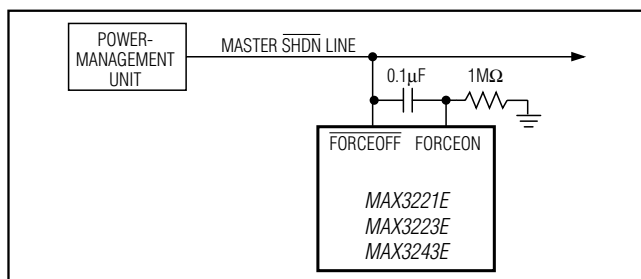 POWER-
MANAGEMENT
UNIT
MASTER SHDN LINE
0.1μF
1MΩ
FORCEOFF FORCEON
MAX3221E
MAX3223E
MAX3243E